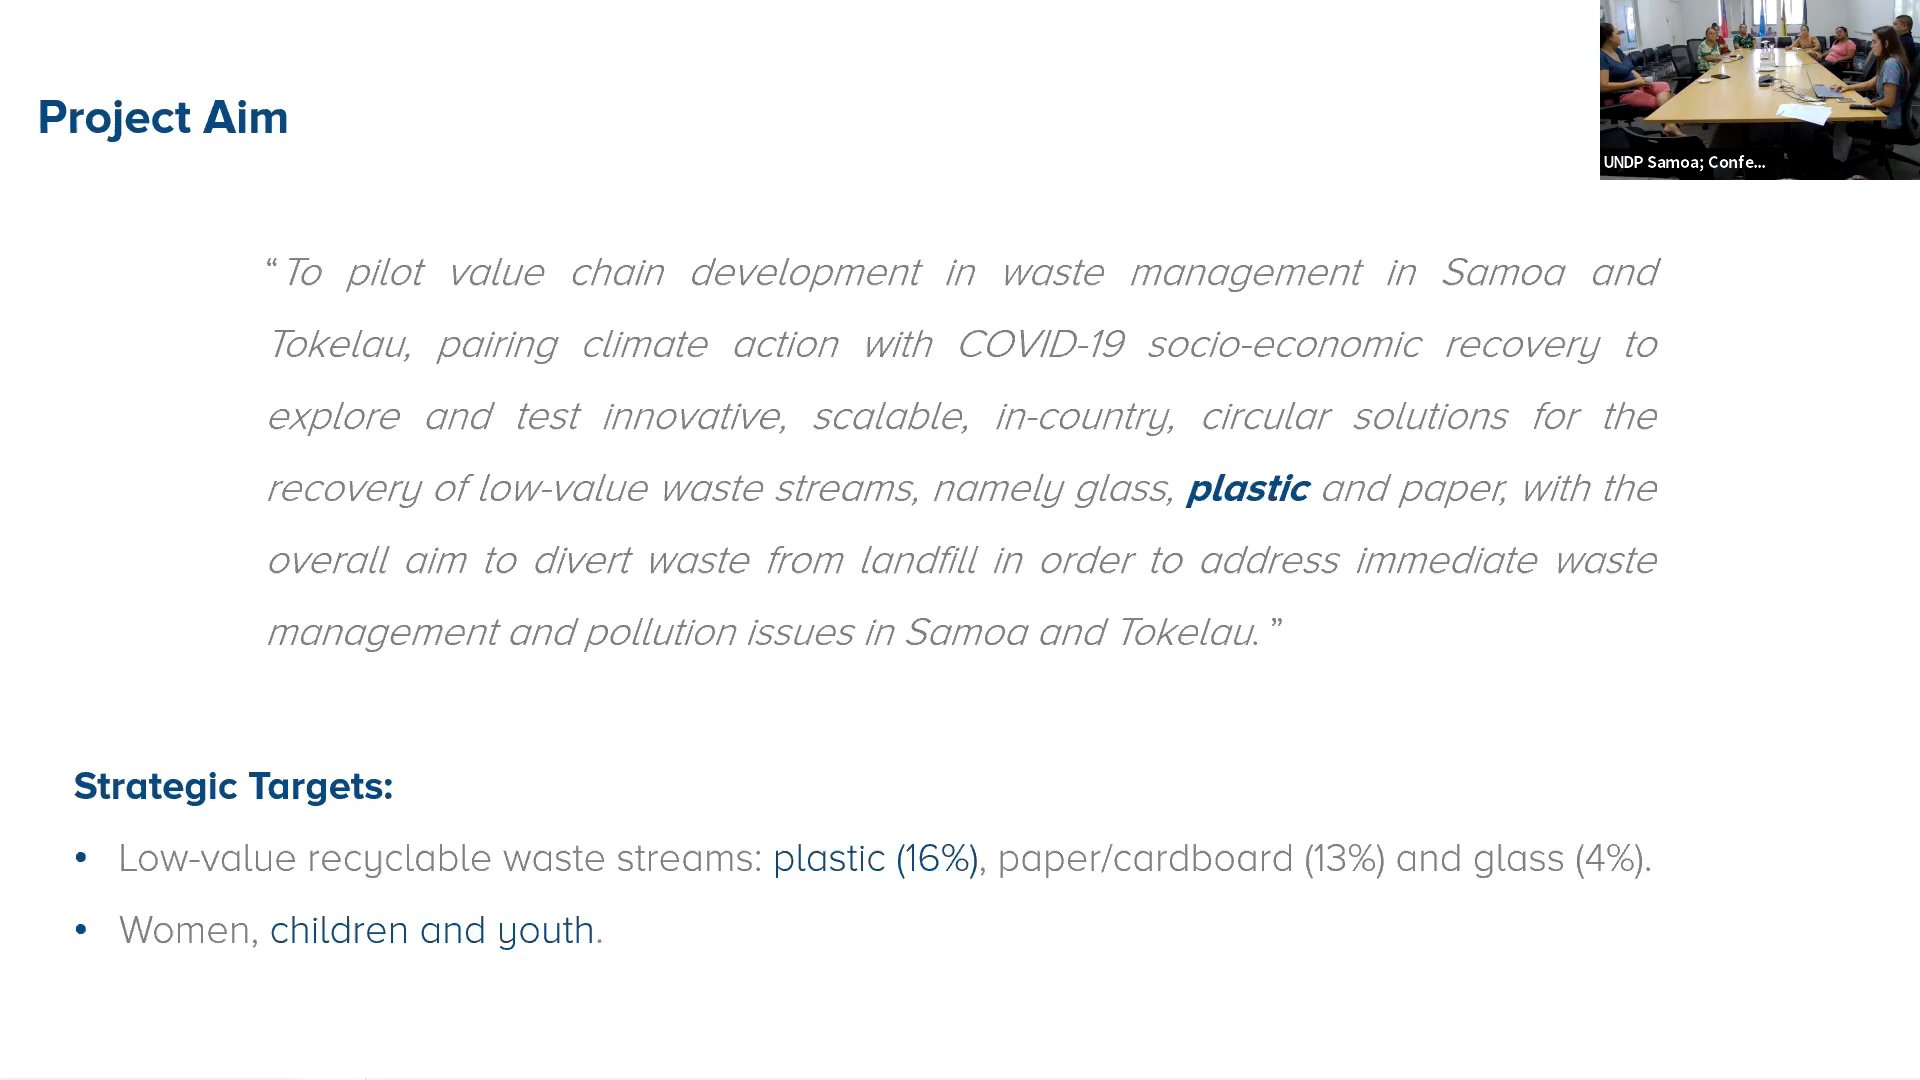 Project Aim
UNDP Samoa; Confe...
“ To pilot value chain development in waste management in Samoa and
Tokelau, pairing climate action with COVID-19 socio-economic recovery to
explore and test innovative, scalable, in-country, circular solutions for the
recovery of low-value waste streams, namely glass, plastic and paper, with the
overall aim to divert waste from landfill in order to address immediate waste
management and pollution issues in Samoa and Tokelau. ”
Strategic Targets:
• Low-value recyclable waste streams: plastic (16%), paper/cardboard (13%) and glass (4%).
• Women, children and youth.